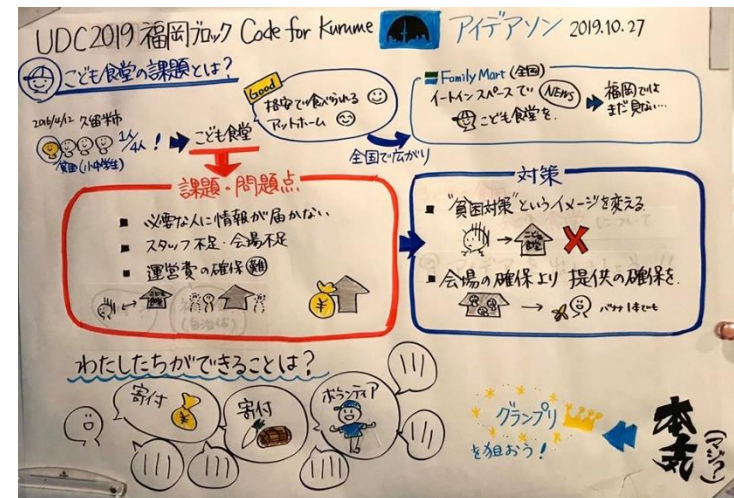 UDC2019 福岡ブロック Code for Kurume アイデアソン 2019.10.27
こども食堂の課題とは?
2016/4/12 久留米市
1人/4人!
貧困(小中学生)
こども食堂
Good
格安で食べられる
アットホーム
全国で広がり
Family Mart (全国)
イートインスペースで NEWS
こども食堂を.
福岡では
まだ見ない…
課題・問題点
必要な人に情報が届かない
スタッフ不足・会場不足
運営費の確保 難
対策
"貧困対策"というイメージを変える
こども食堂
会場の確保より 提供の確保を.
バナナ1本でも
わたしたちができることは?
寄付
寄付
ボランティア
グランプリ
を狙おう!
本気
(マジ!)